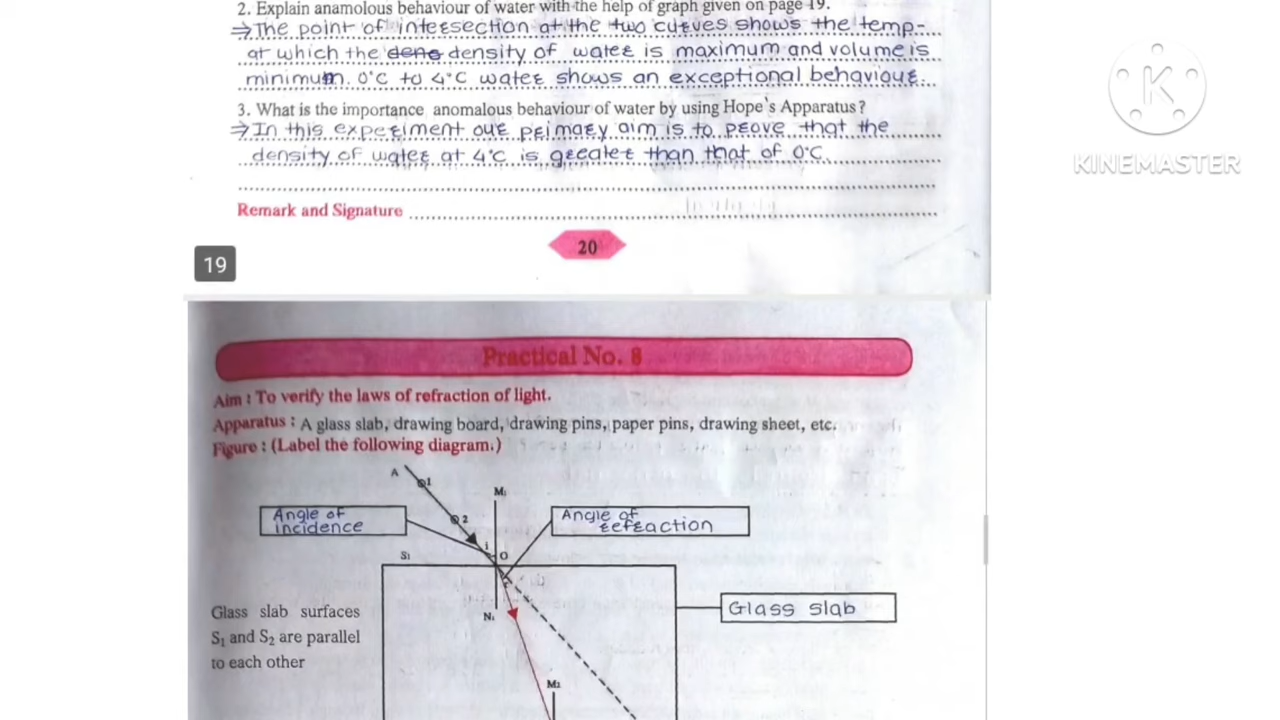 2. Explain anamolous behaviour of water with the help of graph given on page 19.
⇒The point of intersection at the two curves shows the temp-
at which the dene density of water is maximum and volume is
minimum. 0°C to 4°C water shows an exceptional behaviour.
3. What is the importance anomalous behaviour of water by using Hope's Apparatus?
⇒In this experiment our primary aim is to prove that the
density of water at 4°C is greater than that of 0°C
Remark and Signature
20
19
Practical No. 8
Aim : To verify the laws of refraction of light.
Apparatus : A glass slab, drawing board, drawing pins, paper pins, drawing sheet, etc.
Figure : (Label the following diagram.)
A
1
M₁
Angle of
incidence
2
Angle of
refraction
i
O
S₁
r
Glass slab
N₁
Glass slab surfaces
S₁ and S₂ are parallel
to each other
M₂
K
KINEMASTER